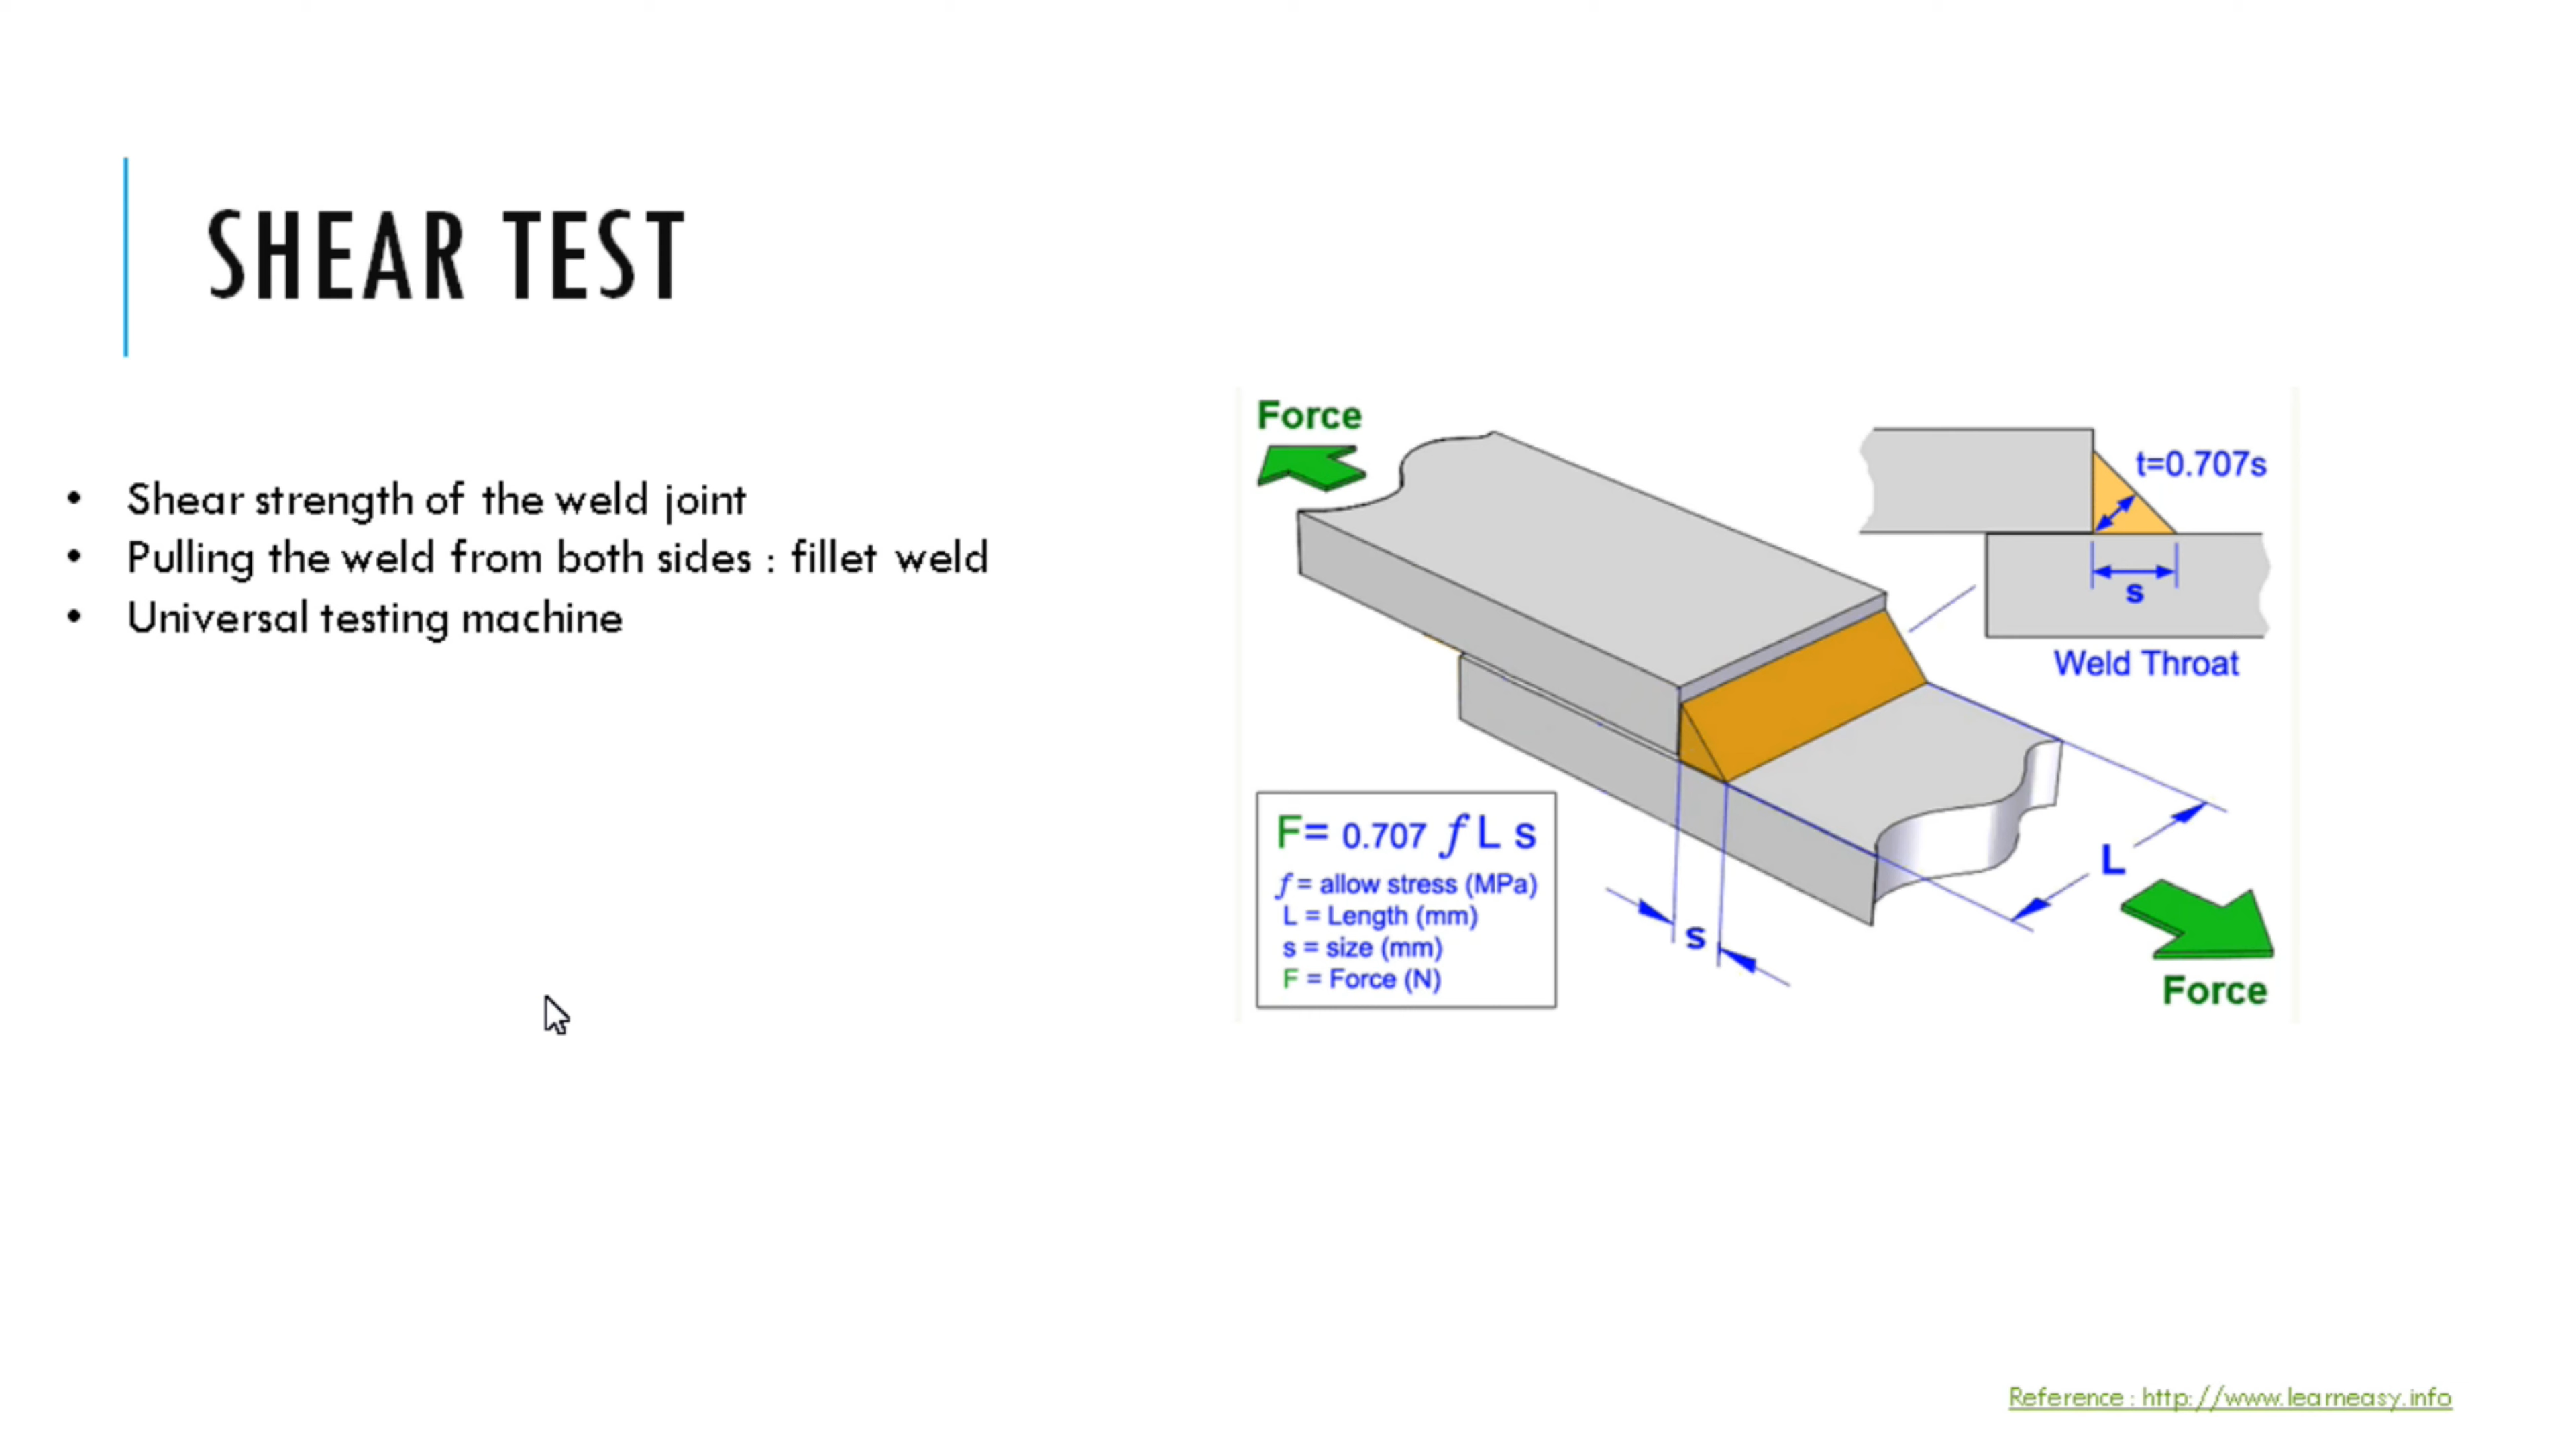 SHEAR TEST
• Shear strength of the weld joint
• Pulling the weld from both sides : fillet weld
• Universal testing machine
Force
t=0.707s
s
Weld Throat
F= 0.707 ƒ L s
ƒ = allow stress (MPa)
L = Length (mm)
s = size (mm)
F = Force (N)
s
L
Force
Reference : http://www.learneasy.info